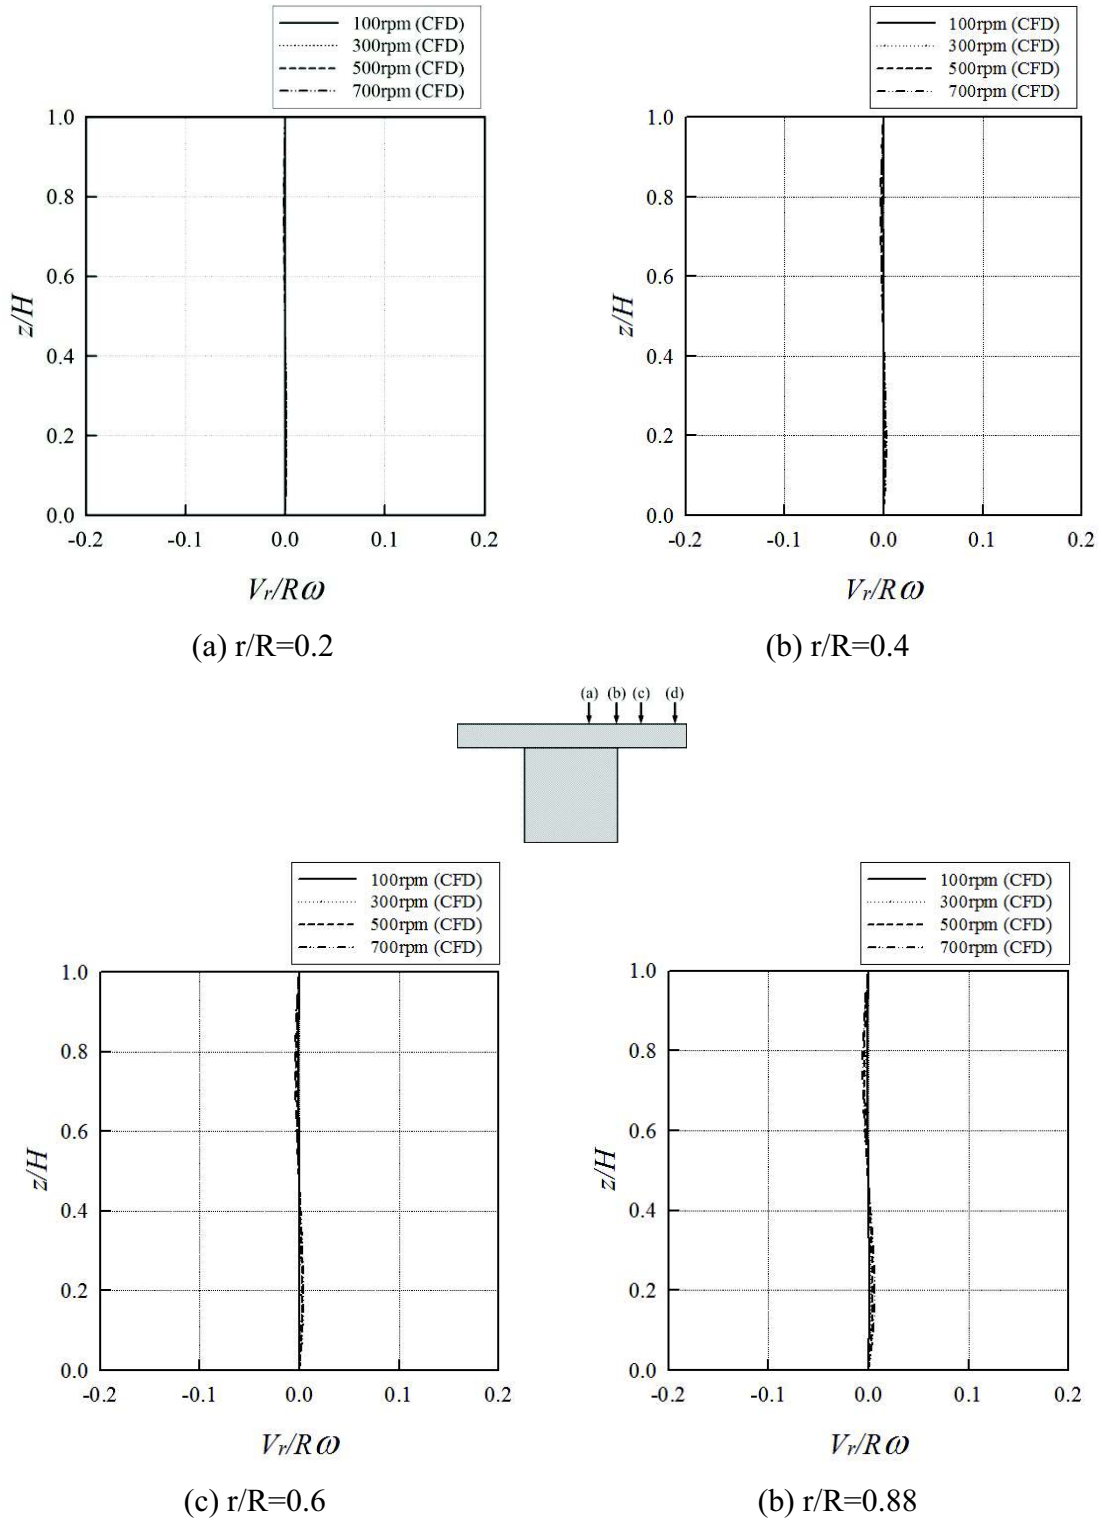 100rpm (CFD)
300rpm (CFD)
500rpm (CFD)
700rpm (CFD)
1.0
0.8
0.6
0.4
0.2
0.0
z/H
-0.2 -0.1 0.0 0.1 0.2
Vr/Rω
(a) r/R=0.2
100rpm (CFD)
300rpm (CFD)
500rpm (CFD)
700rpm (CFD)
1.0
0.8
0.6
0.4
0.2
0.0
z/H
-0.2 -0.1 0.0 0.1 0.2
Vr/Rω
(b) r/R=0.4
(a) (b) (c) (d)
100rpm (CFD)
300rpm (CFD)
500rpm (CFD)
700rpm (CFD)
1.0
0.8
0.6
0.4
0.2
0.0
z/H
-0.2 -0.1 0.0 0.1 0.2
Vr/Rω
(c) r/R=0.6
100rpm (CFD)
300rpm (CFD)
500rpm (CFD)
700rpm (CFD)
1.0
0.8
0.6
0.4
0.2
0.0
z/H
-0.2 -0.1 0.0 0.1 0.2
Vr/Rω
(b) r/R=0.88